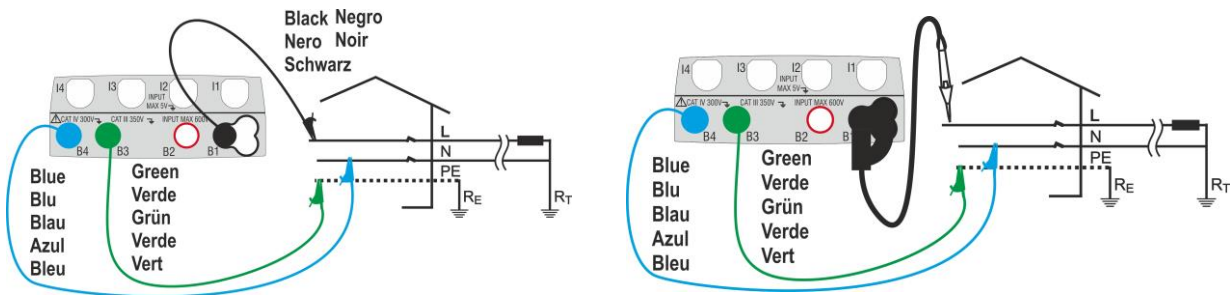 Black Negro
Nero Noir
Schwarz
I4 I3 I2 I1
INPUT
MAX 5V
CAT IV 300V CAT III 350V INPUT MAX 600V
B4 B3 B2 B1
L
N
PE
RE
RT
Blue
Blu
Blau
Azul
Bleu
Green
Verde
Grün
Verde
Vert
I4 I3 I2 I1
INPUT
MAX 5V
CAT IV 300V CAT III 350V INPUT MAX 600V
B4 B3 B2 B1
L
N
PE
RE
RT
Blue
Blu
Blau
Azul
Bleu
Green
Verde
Grün
Verde
Vert